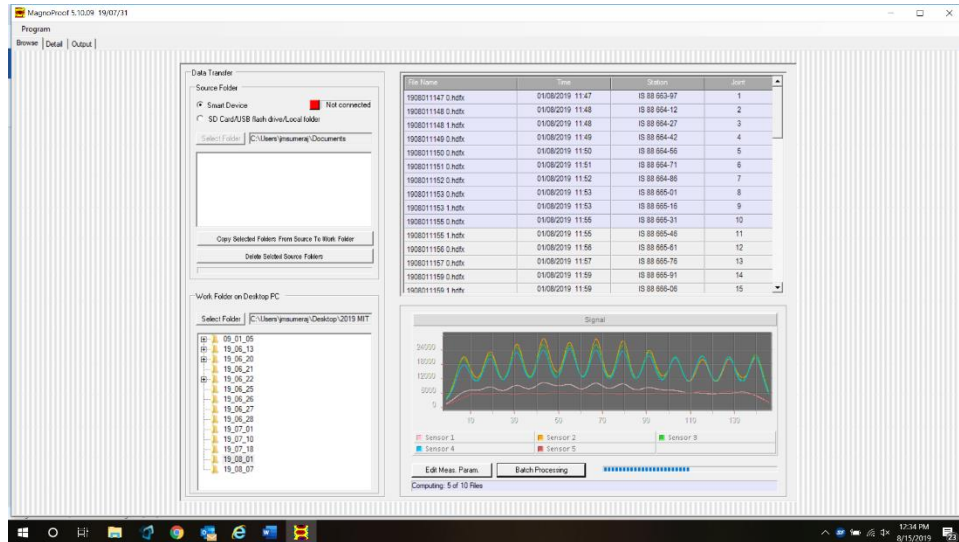 MagnoProof 5.10.09 19/07/31
Program
Browse Detail Output
Data Transfer
Source Folder
Smart Device
Not connected
SD Card/USB flash drive/Local folder
Select Folder C:\Users\jmsumeraj\Documents
Copy Selected Folders From Source To Work Folder
Delete Selcted Source Folders
Work Folder on Desktop PC
Select Folder C:\Users\jmsumeraj\Desktop\2019 MIT
09_01_05
19_06_13
19_06_20
19_06_21
19_06_22
19_06_25
19_06_26
19_06_27
19_06_28
19_07_01
19_07_10
19_07_18
19_08_01
19_08_07
File Name Time Station Joint
1908011147 0.hdfx 01/08/2019 11:47 IS 88 663-97 1
1908011148 0.hdfx 01/08/2019 11:48 IS 88 664-12 2
1908011148 1.hdfx 01/08/2019 11:48 IS 88 664-27 3
1908011149 0.hdfx 01/08/2019 11:49 IS 88 664-42 4
1908011150 0.hdfx 01/08/2019 11:50 IS 88 664-56 5
1908011151 0.hdfx 01/08/2019 11:51 IS 88 664-71 6
1908011152 0.hdfx 01/08/2019 11:52 IS 88 664-86 7
1908011153 0.hdfx 01/08/2019 11:53 IS 88 665-01 8
1908011153 1.hdfx 01/08/2019 11:53 IS 88 665-16 9
1908011155 0.hdfx 01/08/2019 11:55 IS 88 665-31 10
1908011155 1.hdfx 01/08/2019 11:55 IS 88 665-46 11
1908011156 0.hdfx 01/08/2019 11:56 IS 88 665-61 12
1908011157 0.hdfx 01/08/2019 11:57 IS 88 665-76 13
1908011159 0.hdfx 01/08/2019 11:59 IS 88 665-91 14
1908011159 1.hdfx 01/08/2019 11:59 IS 88 666-06 15
Signal
24000
18000
12000
6000
0
10 30 50 70 90 110 130
Sensor 1 Sensor 2 Sensor 3
Sensor 4 Sensor 5
Edit Meas. Param. Batch Processing
Computing: 5 of 10 Files
12:34 PM
8/15/2019
23